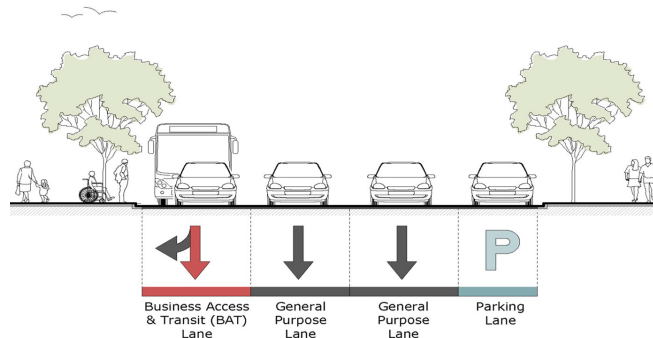 P
Business Access
& Transit (BAT)
Lane
General
Purpose
Lane
General
Purpose
Lane
Parking
Lane